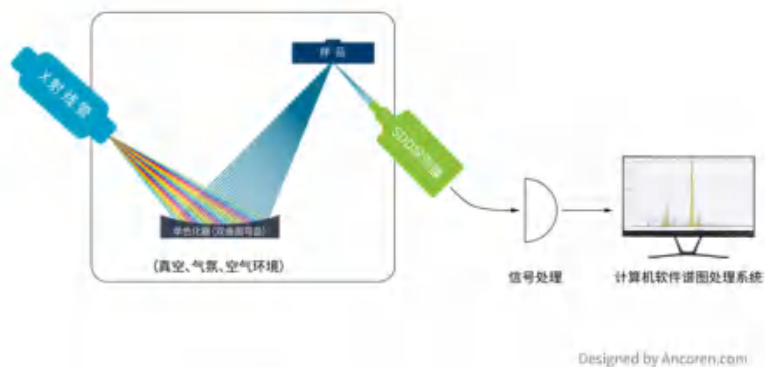 样 品
X射线管
SDD探测器
单色化器(双曲面弯晶)
(真空、气氛、空气环境)
信号处理
计算机软件谱图处理系统
Designed by Ancoren.com